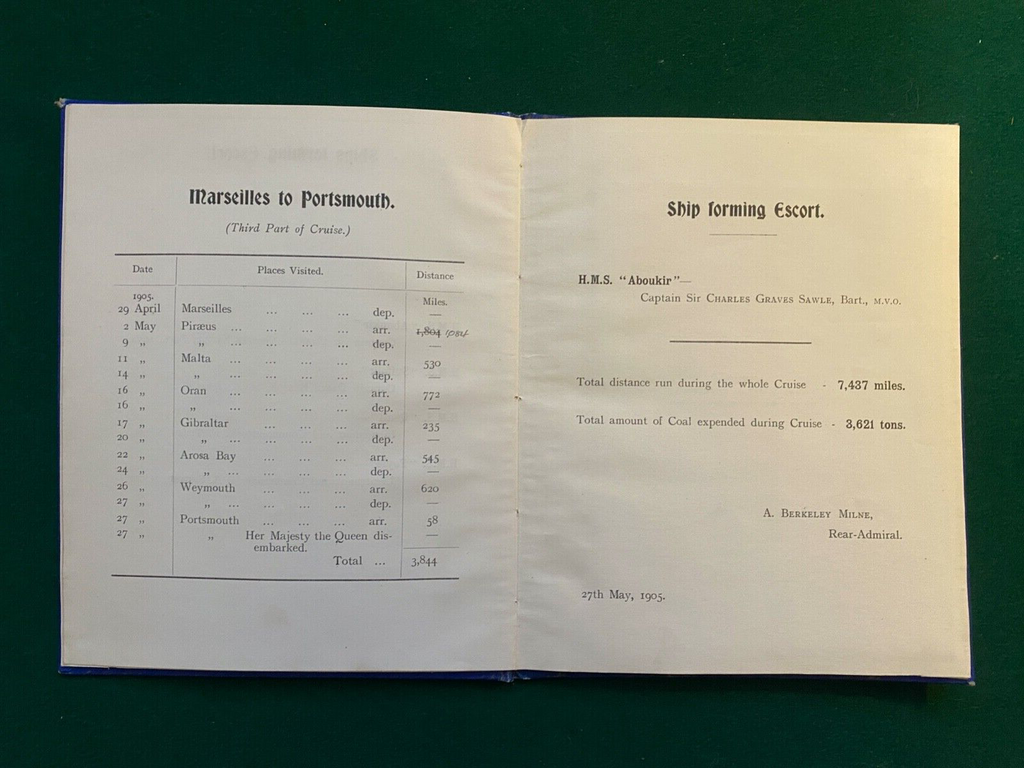 Marseilles to Portsmouth.
(Third Part of Cruise.)
Date Places Visited. Distance
1905. Miles.
29 April Marseilles ... ... ... dep. —
2 May Piræus ... ... ... ... arr. 1,804 1084
9 „ „ ... ... ... ... dep. —
11 „ Malta ... ... ... ... arr. 530
14 „ „ ... ... ... ... dep. —
16 „ Oran ... ... ... ... arr. 772
16 „ „ ... ... ... ... dep. —
17 „ Gibraltar ... ... ... arr. 235
20 „ „ ... ... ... ... dep. —
22 „ Arosa Bay ... ... ... arr. 545
24 „ „ ... ... ... ... dep. —
26 „ Weymouth ... ... ... arr. 620
27 „ „ ... ... ... ... dep. —
27 „ Portsmouth ... ... ... arr. 58
27 „ „ Her Majesty the Queen dis- —
embarked.
Total ... 3,844
Ship forming Escort.
H.M.S. "Aboukir"—
Captain Sir CHARLES GRAVES SAWLE, Bart., M.V.O.
Total distance run during the whole Cruise - 7,437 miles.
Total amount of Coal expended during Cruise - 3,621 tons.
A. BERKELEY MILNE,
Rear-Admiral.
27th May, 1905.